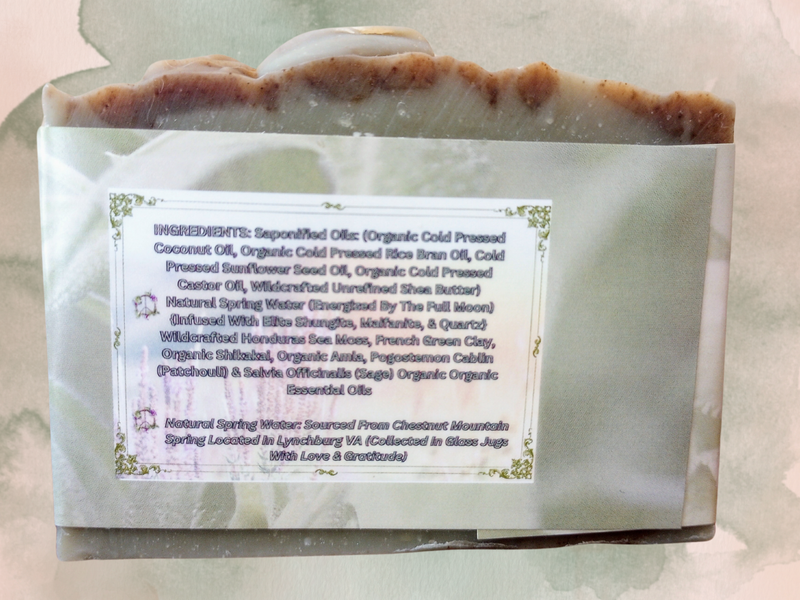 INGREDIENTS: Saponified Oils: (Organic Cold Pressed
Coconut Oil, Organic Cold Pressed Rice Bran Oil, Cold
Pressed Sunflower Seed Oil, Organic Cold Pressed
Castor Oil, Wildcrafted Unrefined Shea Butter)
Natural Spring Water (Energized By The Full Moon)
(Infused With Elite Shungite, Maifanite, & Quartz)
Wildcrafted Honduras Sea Moss, French Green Clay,
Organic Shikakai, Organic Amla, Pogostemon Cablin
(Patchouli) & Salvia Officinalis (Sage) Organic Organic
Essential Oils
Natural Spring Water: Sourced From Chestnut Mountain
Spring Located In Lynchburg VA (Collected In Glass Jugs
With Love & Gratitude)